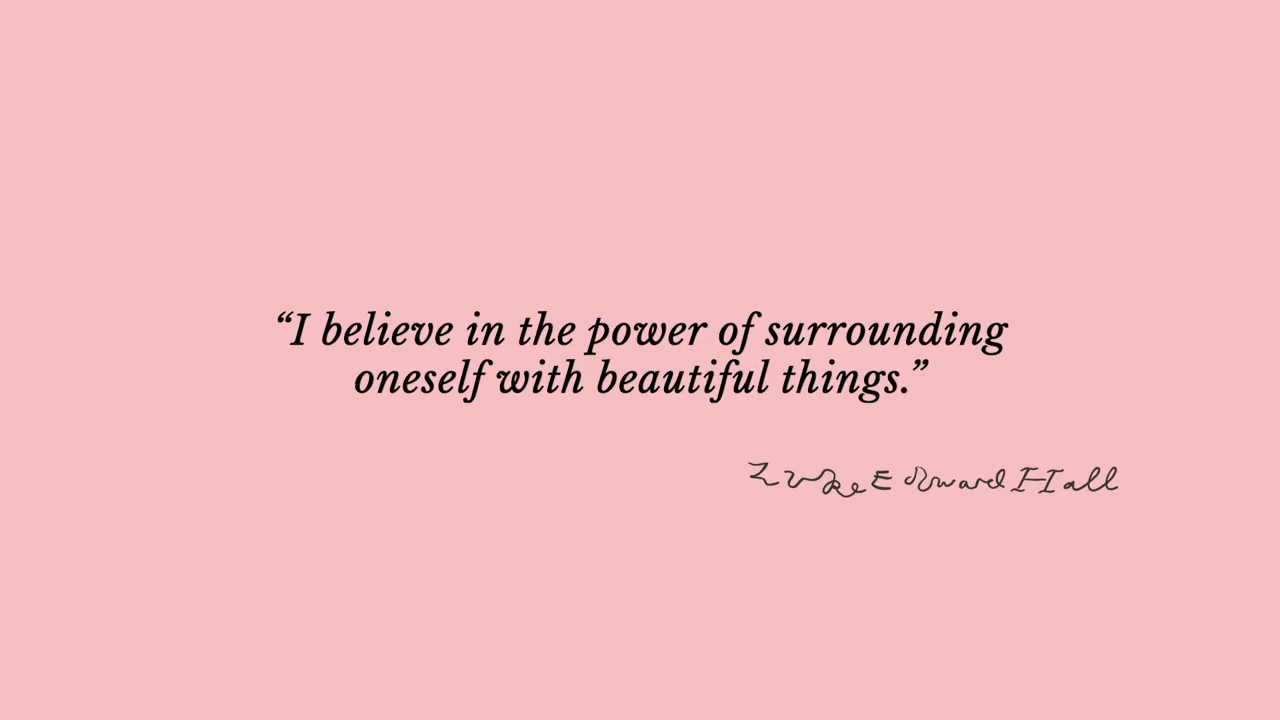 “I believe in the power of surrounding
oneself with beautiful things.”
Luke Edward Hall